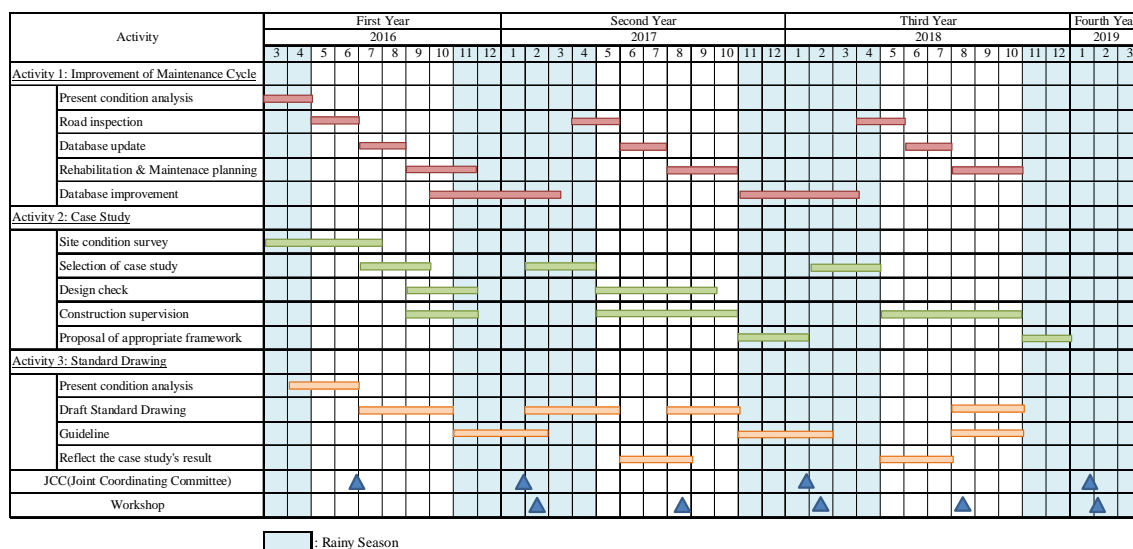 Activity
First Year Second Year Third Year Fourth Yea
2016 2017 2018 2019
3 4 5 6 7 8 9 10 11 12 1 2 3 4 5 6 7 8 9 10 11 12 1 2 3 4 5 6 7 8 9 10 11 12 1 2 3
Activity 1: Improvement of Maintenance Cycle
Present condition analysis
Road inspection
Database update
Rehabilitation & Maintenace planning
Database improvement
Activity 2: Case Study
Site condition survey
Selection of case study
Design check
Construction supervision
Proposal of appropriate framework
Activity 3: Standard Drawing
Present condition analysis
Draft Standard Drawing
Guideline
Reflect the case study's result
JCC(Joint Coordinating Committee)
Workshop
: Rainy Season